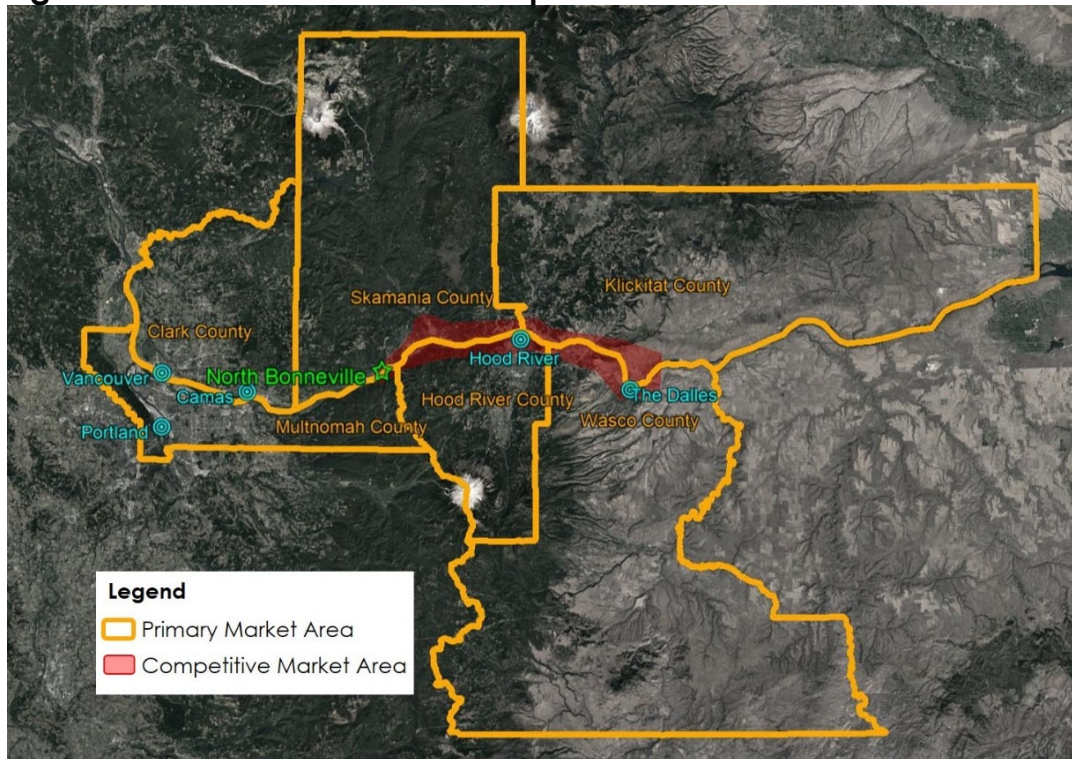 Skamania County
Klickitat County
Clark County
Hood River
Vancouver
North Bonneville
Camas
The Dalles
Hood River County
Wasco County
Multnomah County
Portland
Legend
Primary Market Area
Competitive Market Area